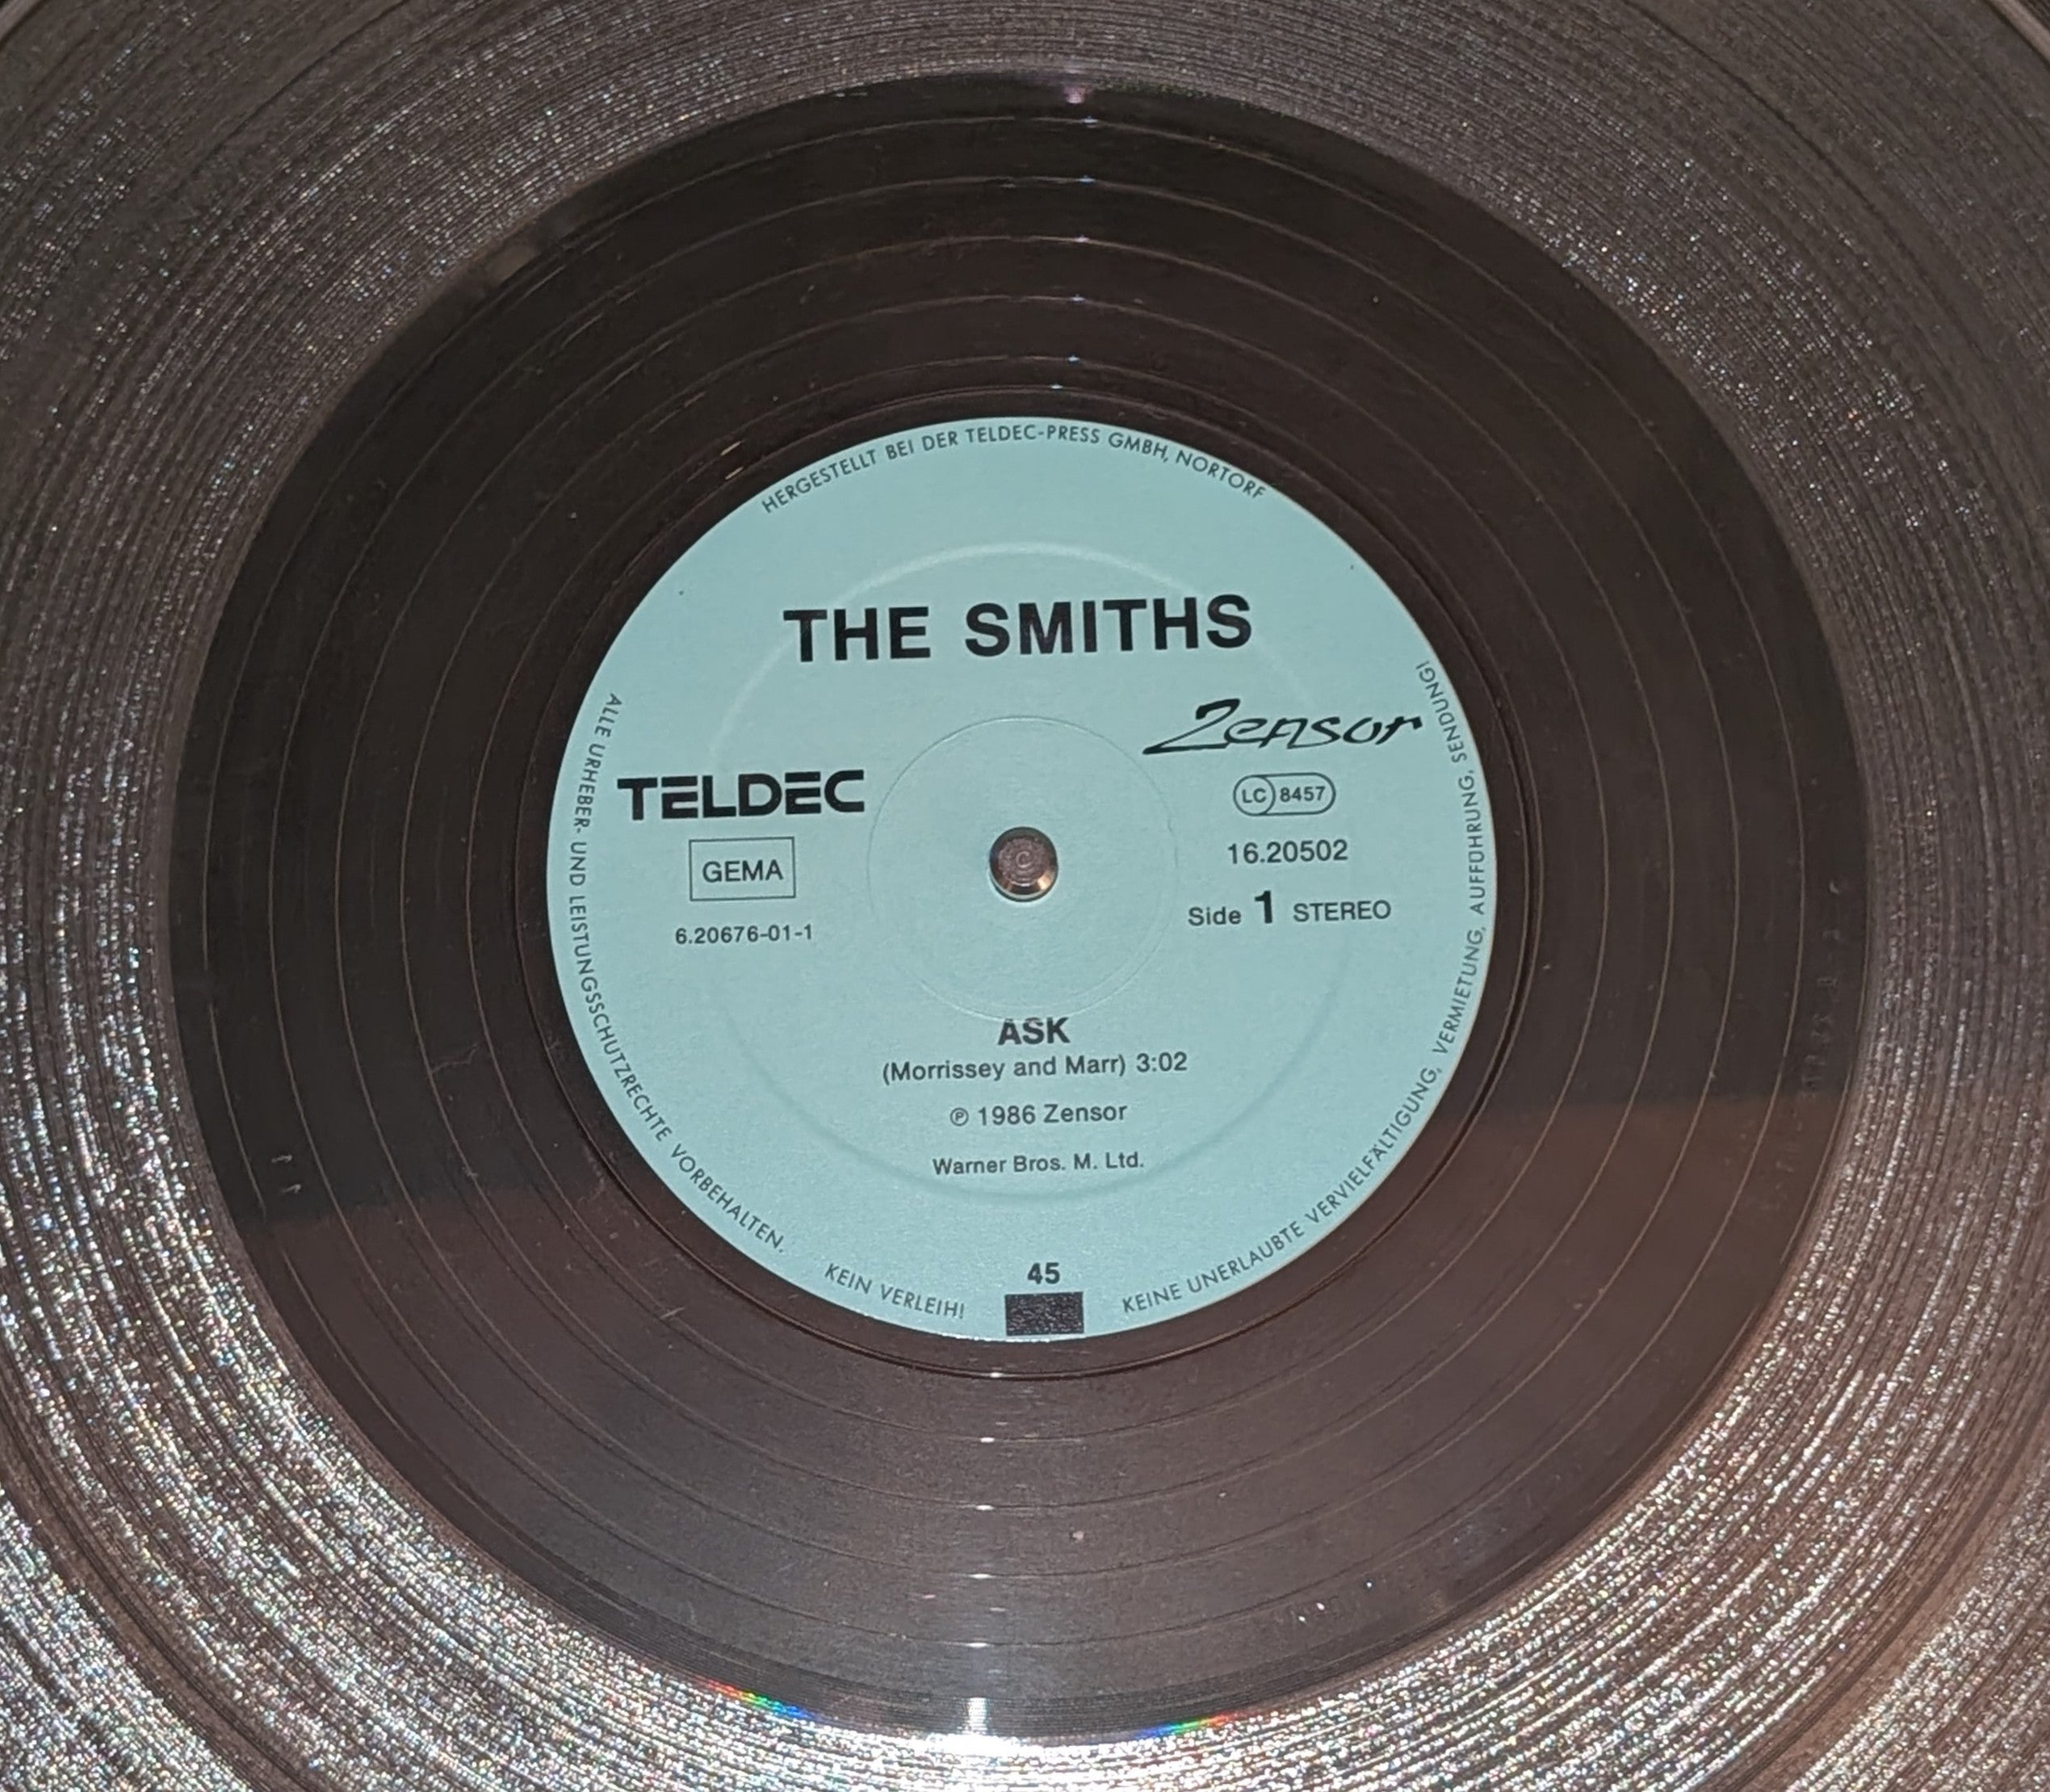 HERGESTELLT BEI DER TELDEC-PRESS GMBH, NORTORF
THE SMITHS
Zensor
TELDEC
LC 8457
GEMA
16.20502
6.20676-01-1
Side 1 STEREO
ASK
(Morrissey and Marr) 3:02
℗ 1986 Zensor
Warner Bros. M. Ltd.
45
ALLE URHEBER- UND LEISTUNGSSCHUTZRECHTE VORBEHALTEN.
KEIN VERLEIH!
KEINE UNERLAUBTE VERVIELFÄLTIGUNG, VERMIETUNG, AUFFÜHRUNG, SENDUNG!